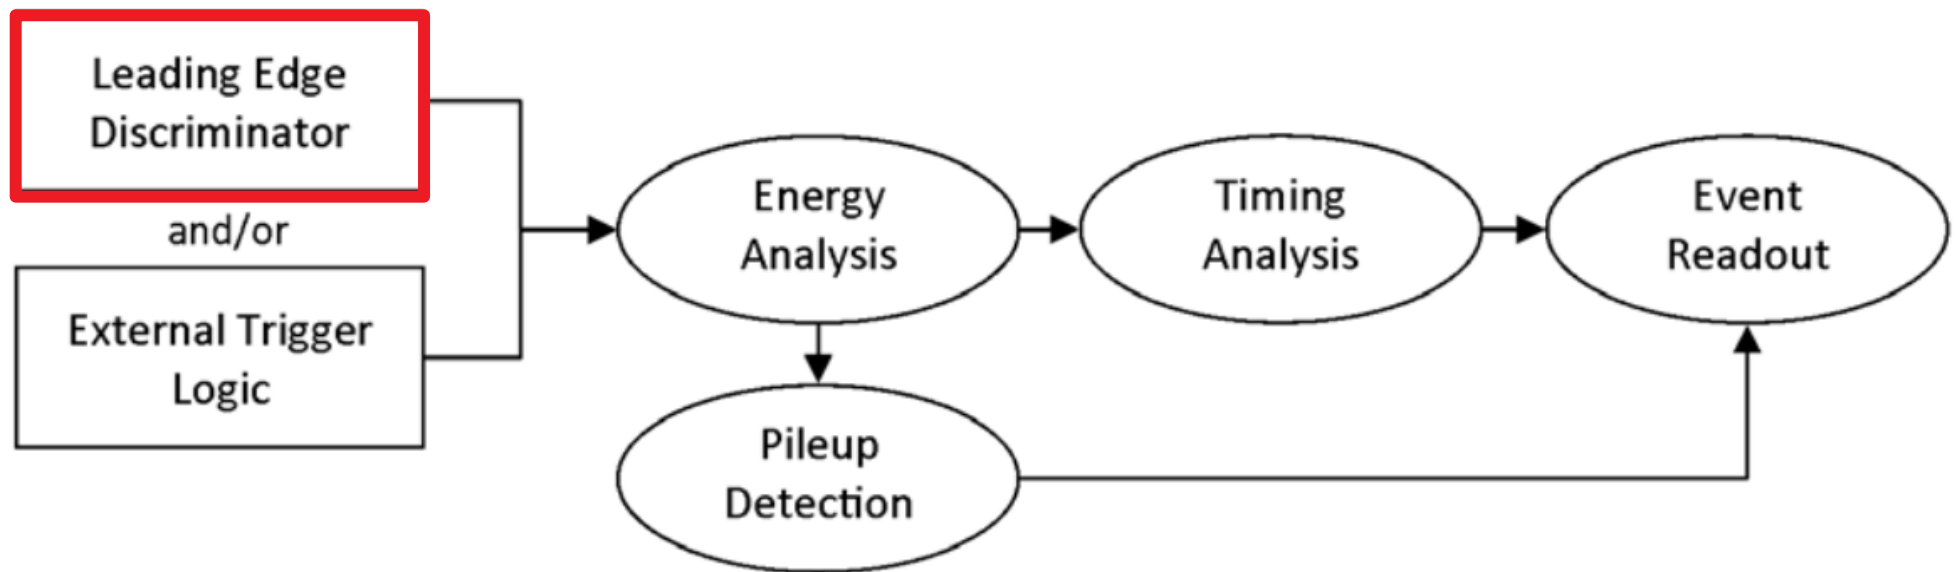 Leading Edge
Discriminator
and/or
External Trigger
Logic
Energy
Analysis
Timing
Analysis
Event
Readout
Pileup
Detection